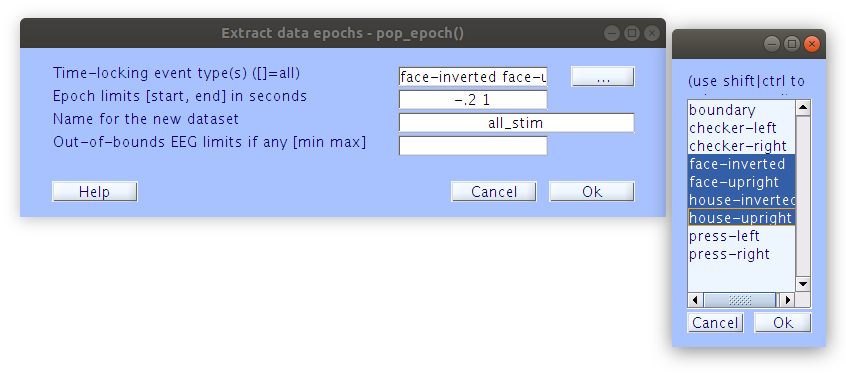 Extract data epochs - pop_epoch()
Time-locking event type(s) ([]=all)
face-inverted face-u
...
Epoch limits [start, end] in seconds
-.2 1
Name for the new dataset
all_stim
Out-of-bounds EEG limits if any [min max]
Help
Cancel
Ok
(use shift|ctrl to
boundary
checker-left
checker-right
face-inverted
face-upright
house-inverted
house-upright
press-left
press-right
Cancel
Ok